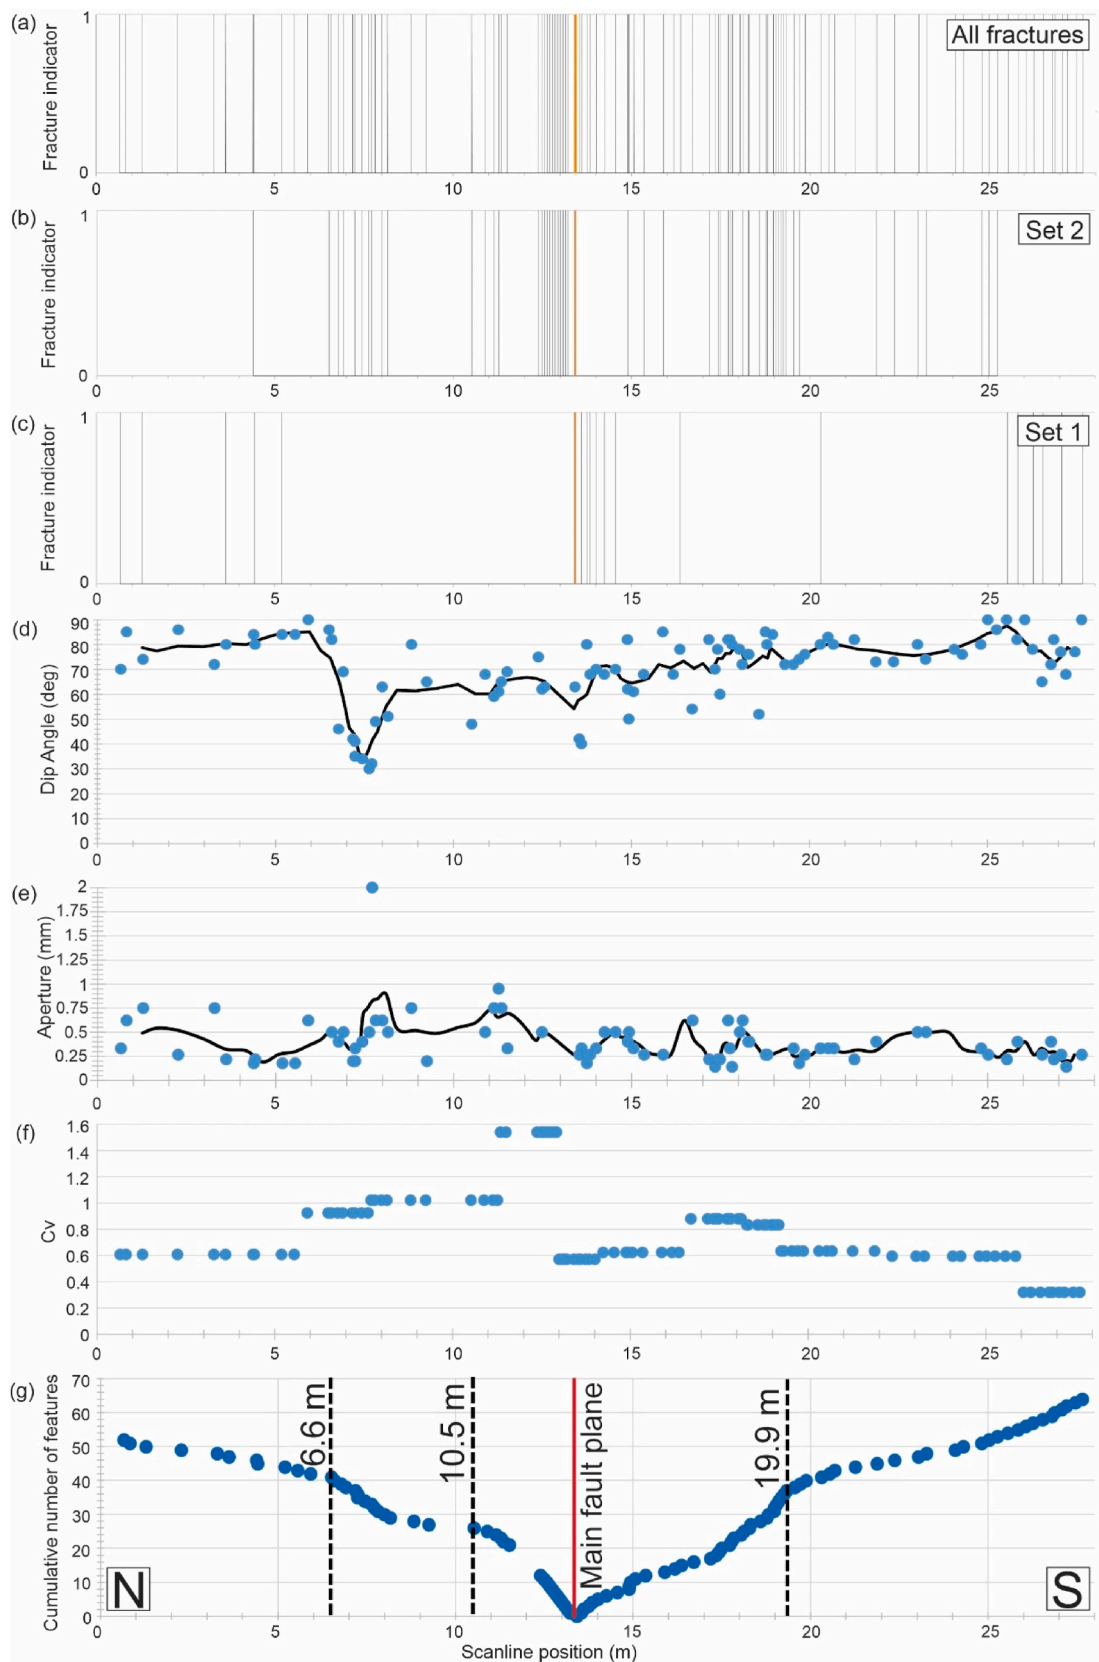 (a)
Fracture indicator
1
0
All fractures
0 5 10 15 20 25
(b)
Fracture indicator
1
0
Set 2
0 5 10 15 20 25
(c)
Fracture indicator
1
0
Set 1
0 5 10 15 20 25
(d)
Dip Angle (deg)
90
80
70
60
50
40
30
20
10
0
0 5 10 15 20 25
(e)
Aperture (mm)
2
1.75
1.5
1.25
1
0.75
0.5
0.25
0
0 5 10 15 20 25
(f)
Cv
1.6
1.4
1.2
1
0.8
0.6
0.4
0.2
0
0 5 10 15 20 25
(g)
Cumulative number of features
70
60
50
40
30
20
10
0
6.6 m
10.5 m
Main fault plane
19.9 m
N
S
0 5 10 15 20 25
Scanline position (m)